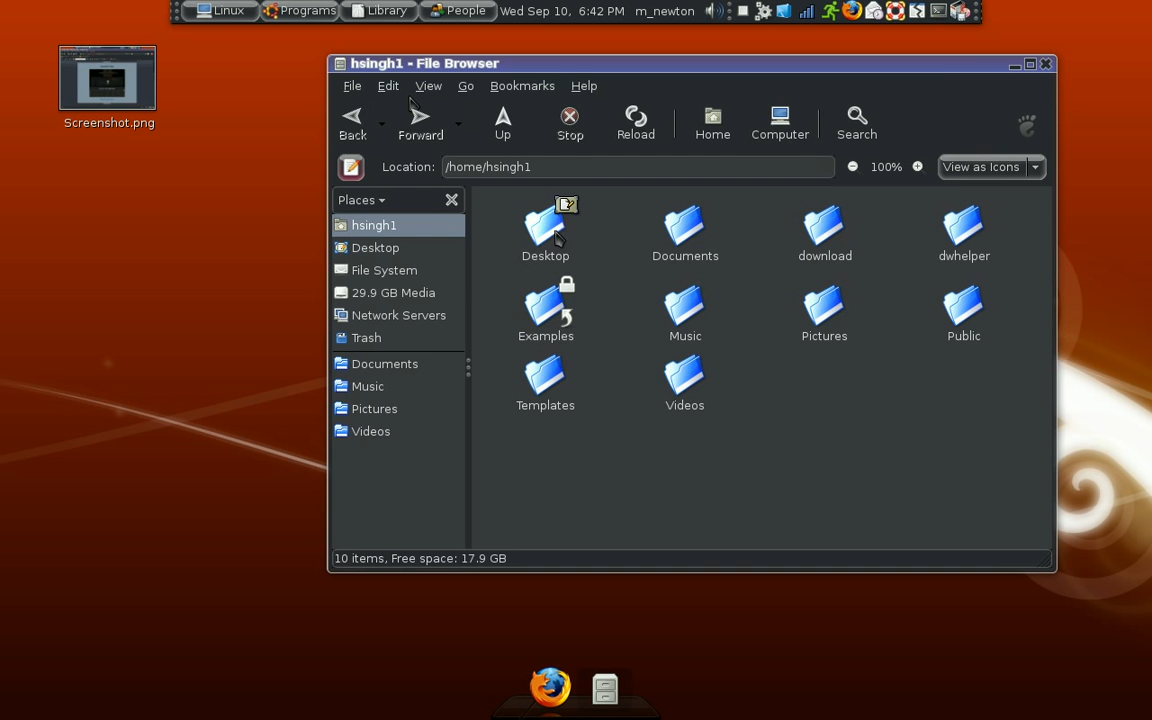 Linux Programs Library People Wed Sep 10, 6:42 PM m_newton
Screenshot.png
hsingh1 - File Browser
File Edit View Go Bookmarks Help
Back Forward Up Stop Reload Home Computer Search
Location: /home/hsingh1 100% View as Icons
Places
hsingh1
Desktop
File System
29.9 GB Media
Network Servers
Trash
Documents
Music
Pictures
Videos
Desktop Documents download dwhelper
Examples Music Pictures Public
Templates Videos
10 items, Free space: 17.9 GB